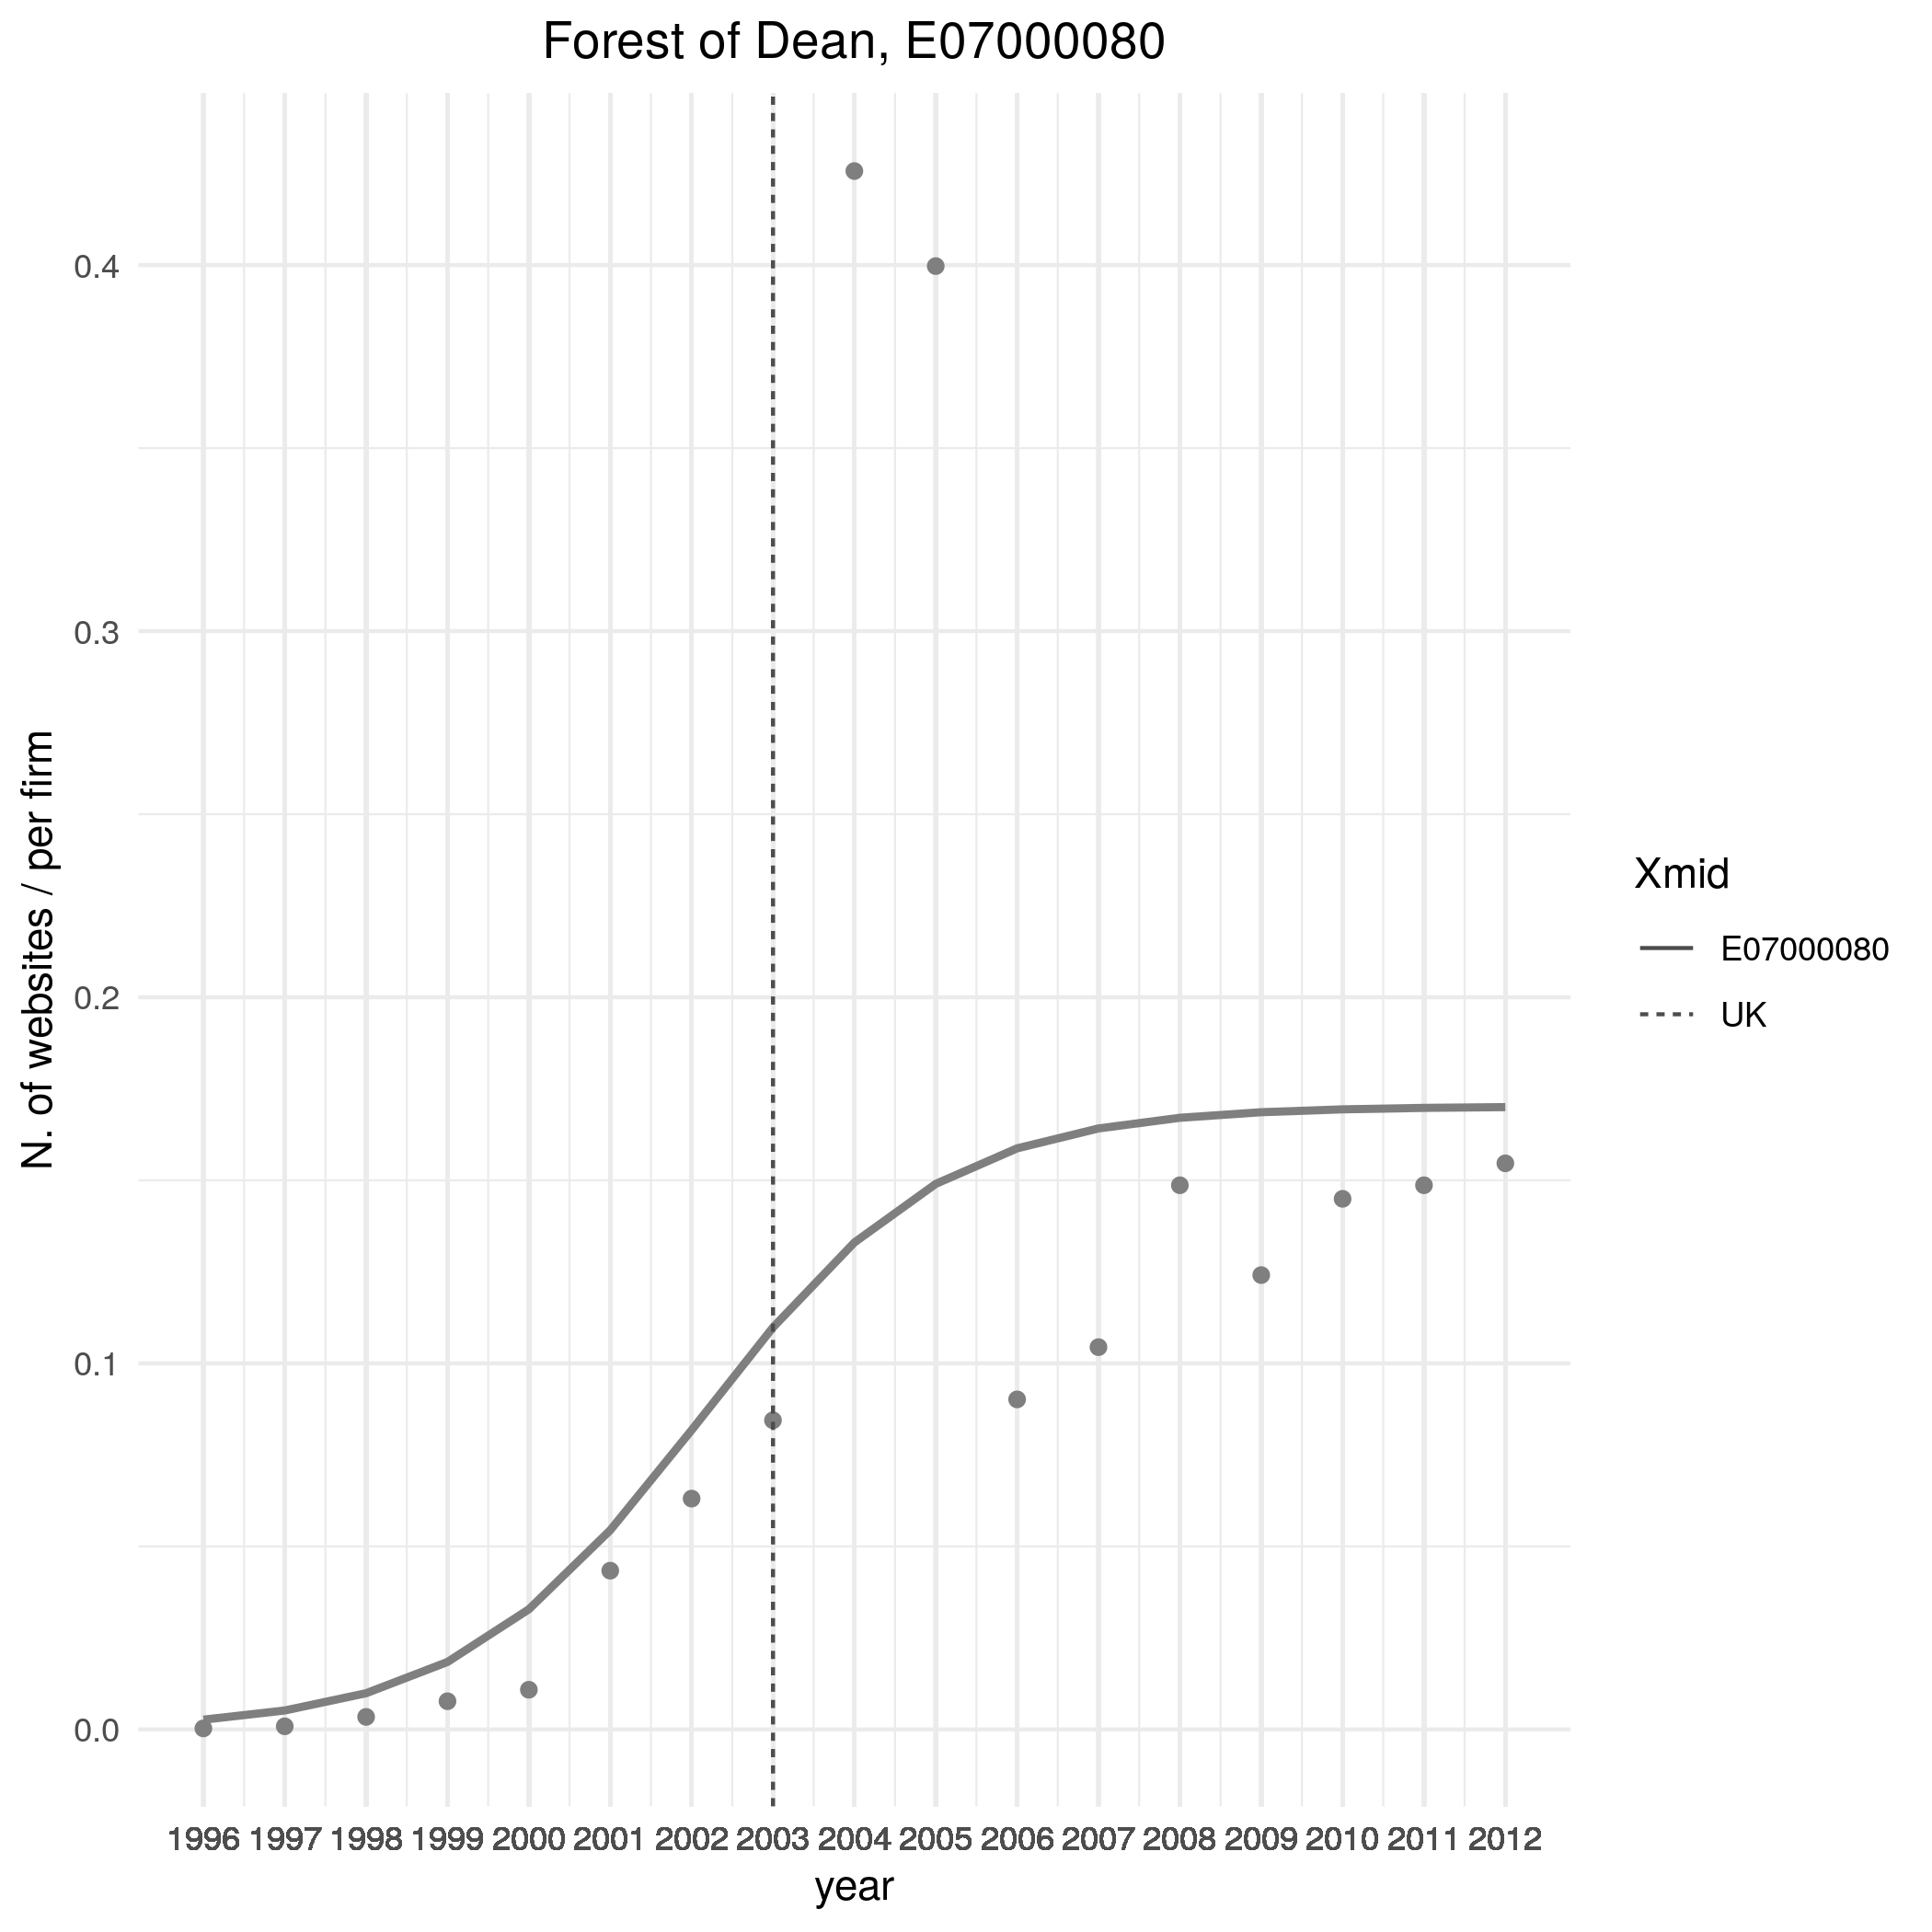 Forest of Dean, E07000080
N. of websites / per firm
0.4
0.3
0.2
0.1
0.0
1996 1997 1998 1999 2000 2001 2002 2003 2004 2005 2006 2007 2008 2009 2010 2011 2012
year
Xmid
E07000080
UK